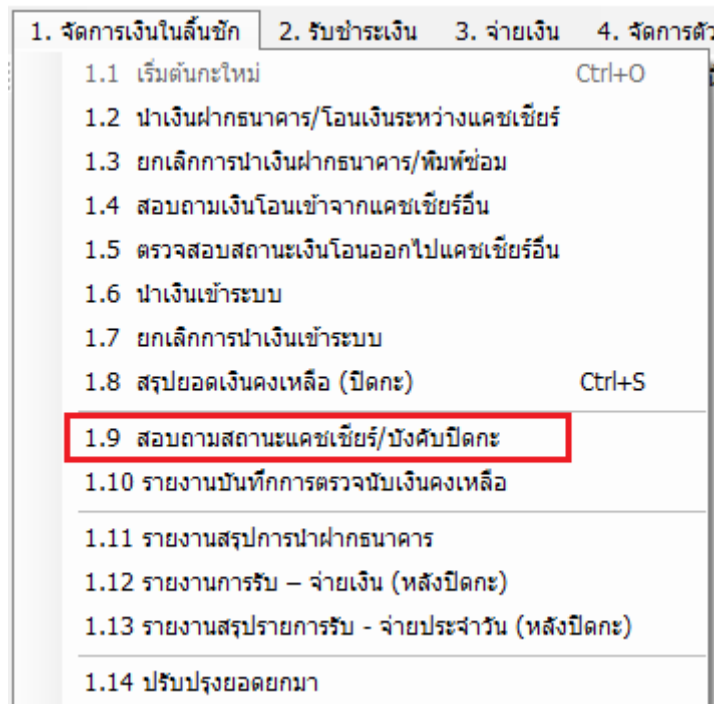 1. จัดการเงินในลิ้นชัก 2. รับชำระเงิน 3. จ่ายเงิน 4. จัดการตัว
1.1 เริ่มต้นกะใหม่ Ctrl+O
1.2 นำเงินฝากธนาคาร/โอนเงินระหว่างแคชเชียร์
1.3 ยกเลิกการนำเงินฝากธนาคาร/พิมพ์ซ่อม
1.4 สอบถามเงินโอนเข้าจากแคชเชียร์อื่น
1.5 ตรวจสอบสถานะเงินโอนออกไปแคชเชียร์อื่น
1.6 นำเงินเข้าระบบ
1.7 ยกเลิกการนำเงินเข้าระบบ
1.8 สรุปยอดเงินคงเหลือ (ปิดกะ) Ctrl+S
1.9 สอบถามสถานะแคชเชียร์/บังคับปิดกะ
1.10 รายงานบันทึกการตรวจนับเงินคงเหลือ
1.11 รายงานสรุปการนำฝากธนาคาร
1.12 รายงานการรับ – จ่ายเงิน (หลังปิดกะ)
1.13 รายงานสรุปรายการรับ - จ่ายประจำวัน (หลังปิดกะ)
1.14 ปรับปรุงยอดยกมา